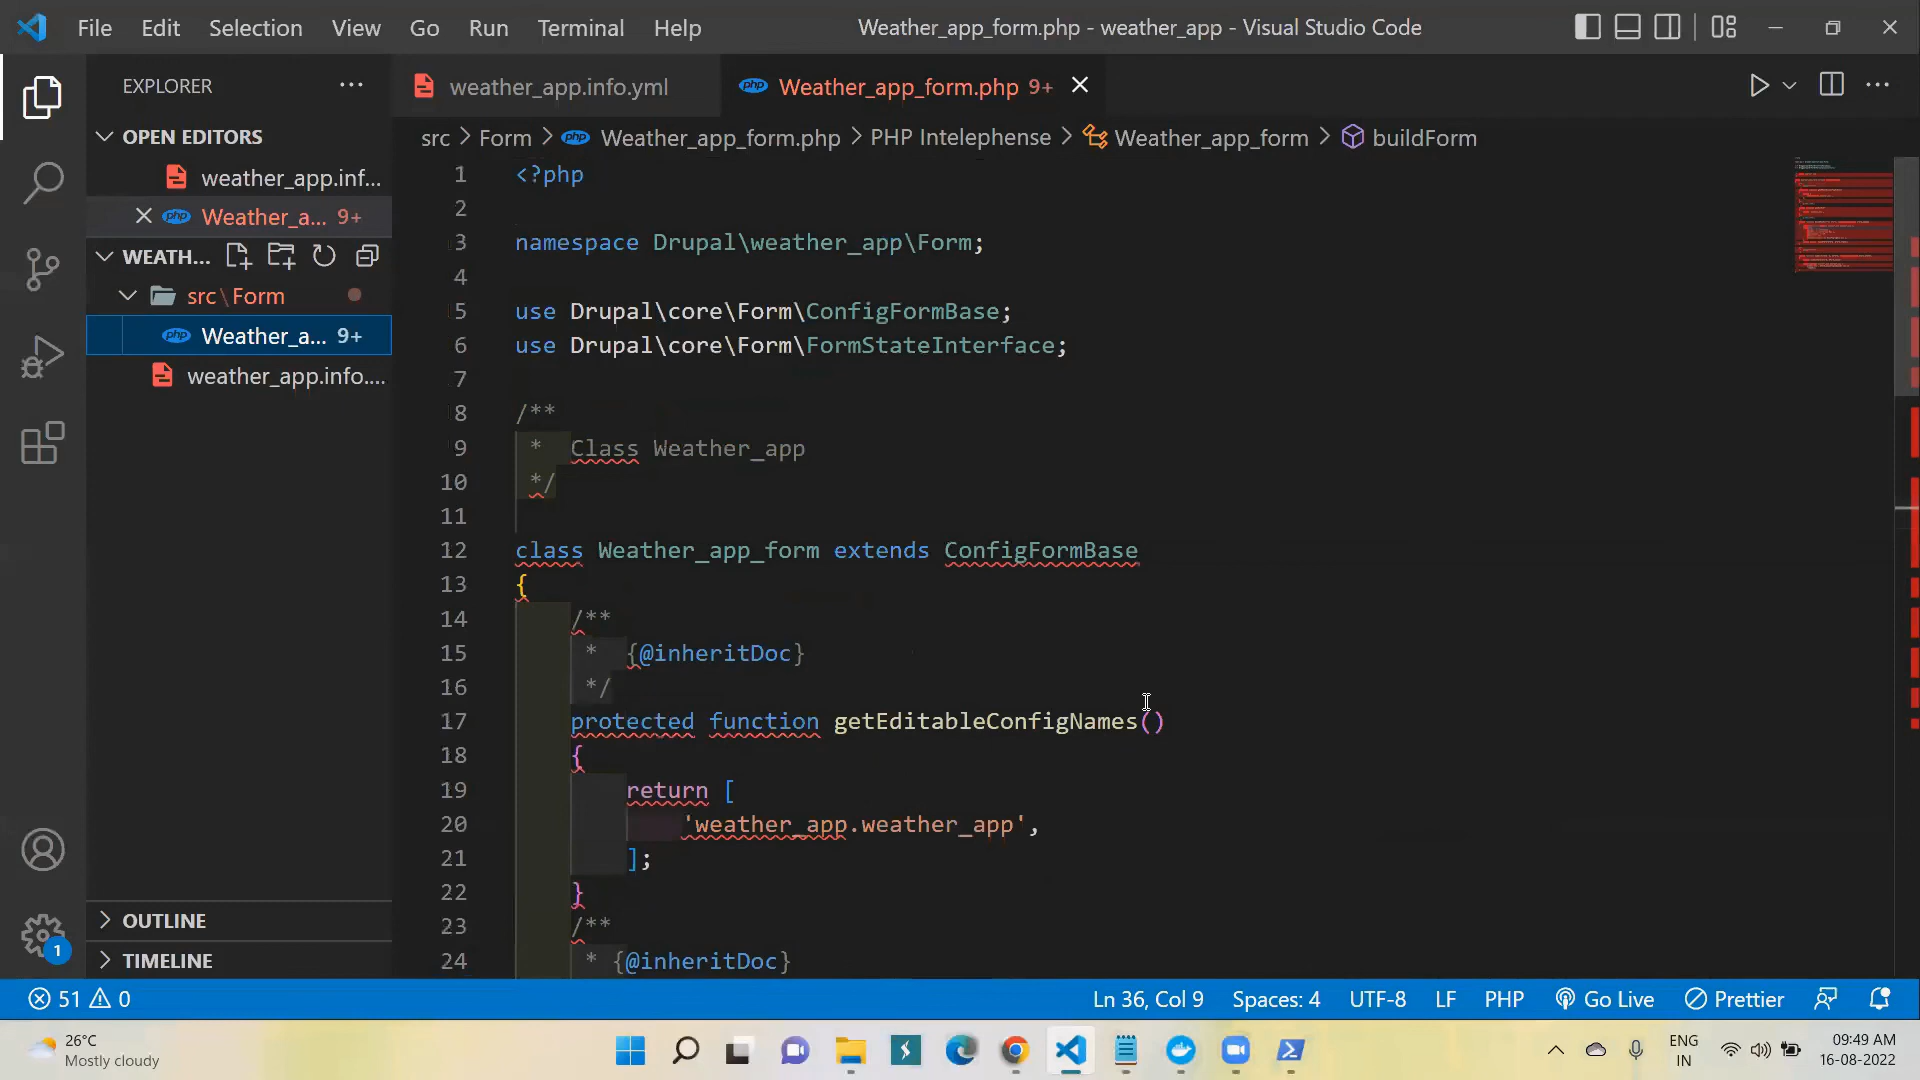 File Edit Selection View Go Run Terminal Help
Weather_app_form.php - weather_app - Visual Studio Code
EXPLORER
OPEN EDITORS
weather_app.inf...
Weather_a... 9+
WEATH...
src\Form
Weather_a... 9+
weather_app.info....
OUTLINE
TIMELINE
1
weather_app.info.yml
Weather_app_form.php 9+
src > Form > Weather_app_form.php > PHP Intelephense > Weather_app_form > buildForm
1 <?php
2
3 namespace Drupal\weather_app\Form;
4
5 use Drupal\core\Form\ConfigFormBase;
6 use Drupal\core\Form\FormStateInterface;
7
8 /**
9 * Class Weather_app
10 */
11
12 class Weather_app_form extends ConfigFormBase
13 {
14 /**
15 * {@inheritDoc}
16 */
17 protected function getEditableConfigNames()
18 {
19 return [
20 'weather_app.weather_app',
21 ];
22 }
23 /**
24 * {@inheritDoc}
51 0
Ln 36, Col 9 Spaces: 4 UTF-8 LF PHP Go Live Prettier
26°C
Mostly cloudy
ENG
IN
09:49 AM
16-08-2022